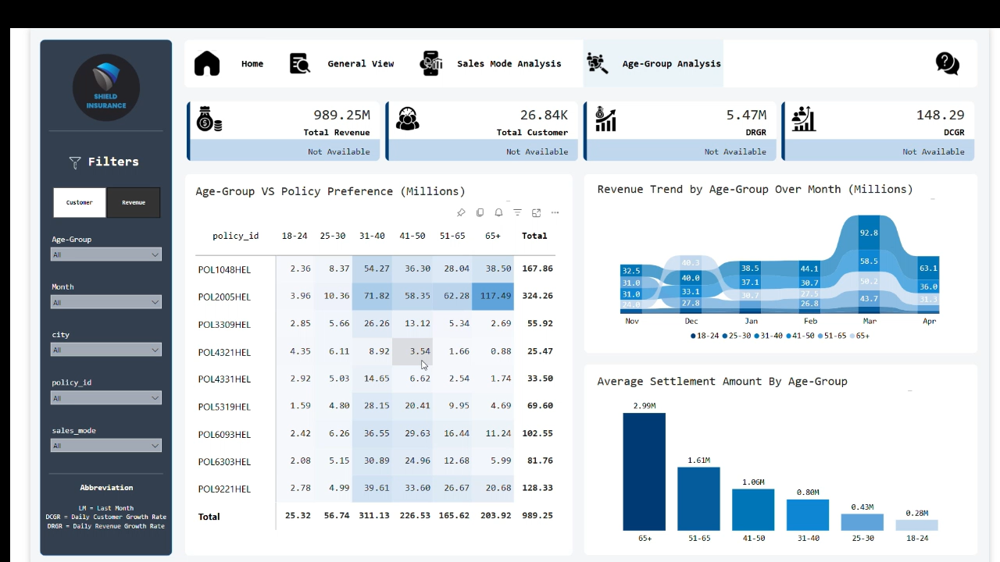 SHIELD
INSURANCE
Home
General View
Sales Mode Analysis
Age-Group Analysis
989.25M
Total Revenue
Not Available
26.84K
Total Customer
Not Available
5.47M
DRGR
Not Available
148.29
DCGR
Not Available
Filters
Customer
Revenue
Age-Group
All
Month
All
city
All
policy_id
All
sales_mode
All
Abbreviation
LM = Last Month
DCGR = Daily Customer Growth Rate
DRGR = Daily Revenue Growth Rate
Age-Group VS Policy Preference (Millions)
policy_id 18-24 25-30 31-40 41-50 51-65 65+ Total
POL1048HEL 2.36 8.37 54.27 36.30 28.04 38.50 167.86
POL2005HEL 3.96 10.36 71.82 58.35 62.28 117.49 324.26
POL3309HEL 2.85 5.66 26.26 13.12 5.34 2.69 55.92
POL4321HEL 4.35 6.11 8.92 3.54 1.66 0.88 25.47
POL4331HEL 2.92 5.03 14.65 6.62 2.54 1.74 33.50
POL5319HEL 1.59 4.80 28.15 20.41 9.95 4.69 69.60
POL6093HEL 2.42 6.26 36.55 29.63 16.44 11.24 102.55
POL6303HEL 2.08 5.15 30.89 24.96 12.68 5.99 81.76
POL9221HEL 2.78 4.99 39.61 33.60 26.67 20.68 128.33
Total 25.32 56.74 311.13 226.53 165.62 203.92 989.25
Revenue Trend by Age-Group Over Month (Millions)
32.5
31.0
31.0
24.0
40.3
40.0
33.1
27.8
38.5
37.1
30.7
44.1
30.7
27.5
26.8
92.8
58.5
50.2
43.7
63.1
36.0
31.3
Nov Dec Jan Feb Mar Apr
18-24 25-30 31-40 41-50 51-65 65+
Average Settlement Amount By Age-Group
2.99M
1.61M
1.06M
0.80M
0.43M
0.28M
65+ 51-65 41-50 31-40 25-30 18-24